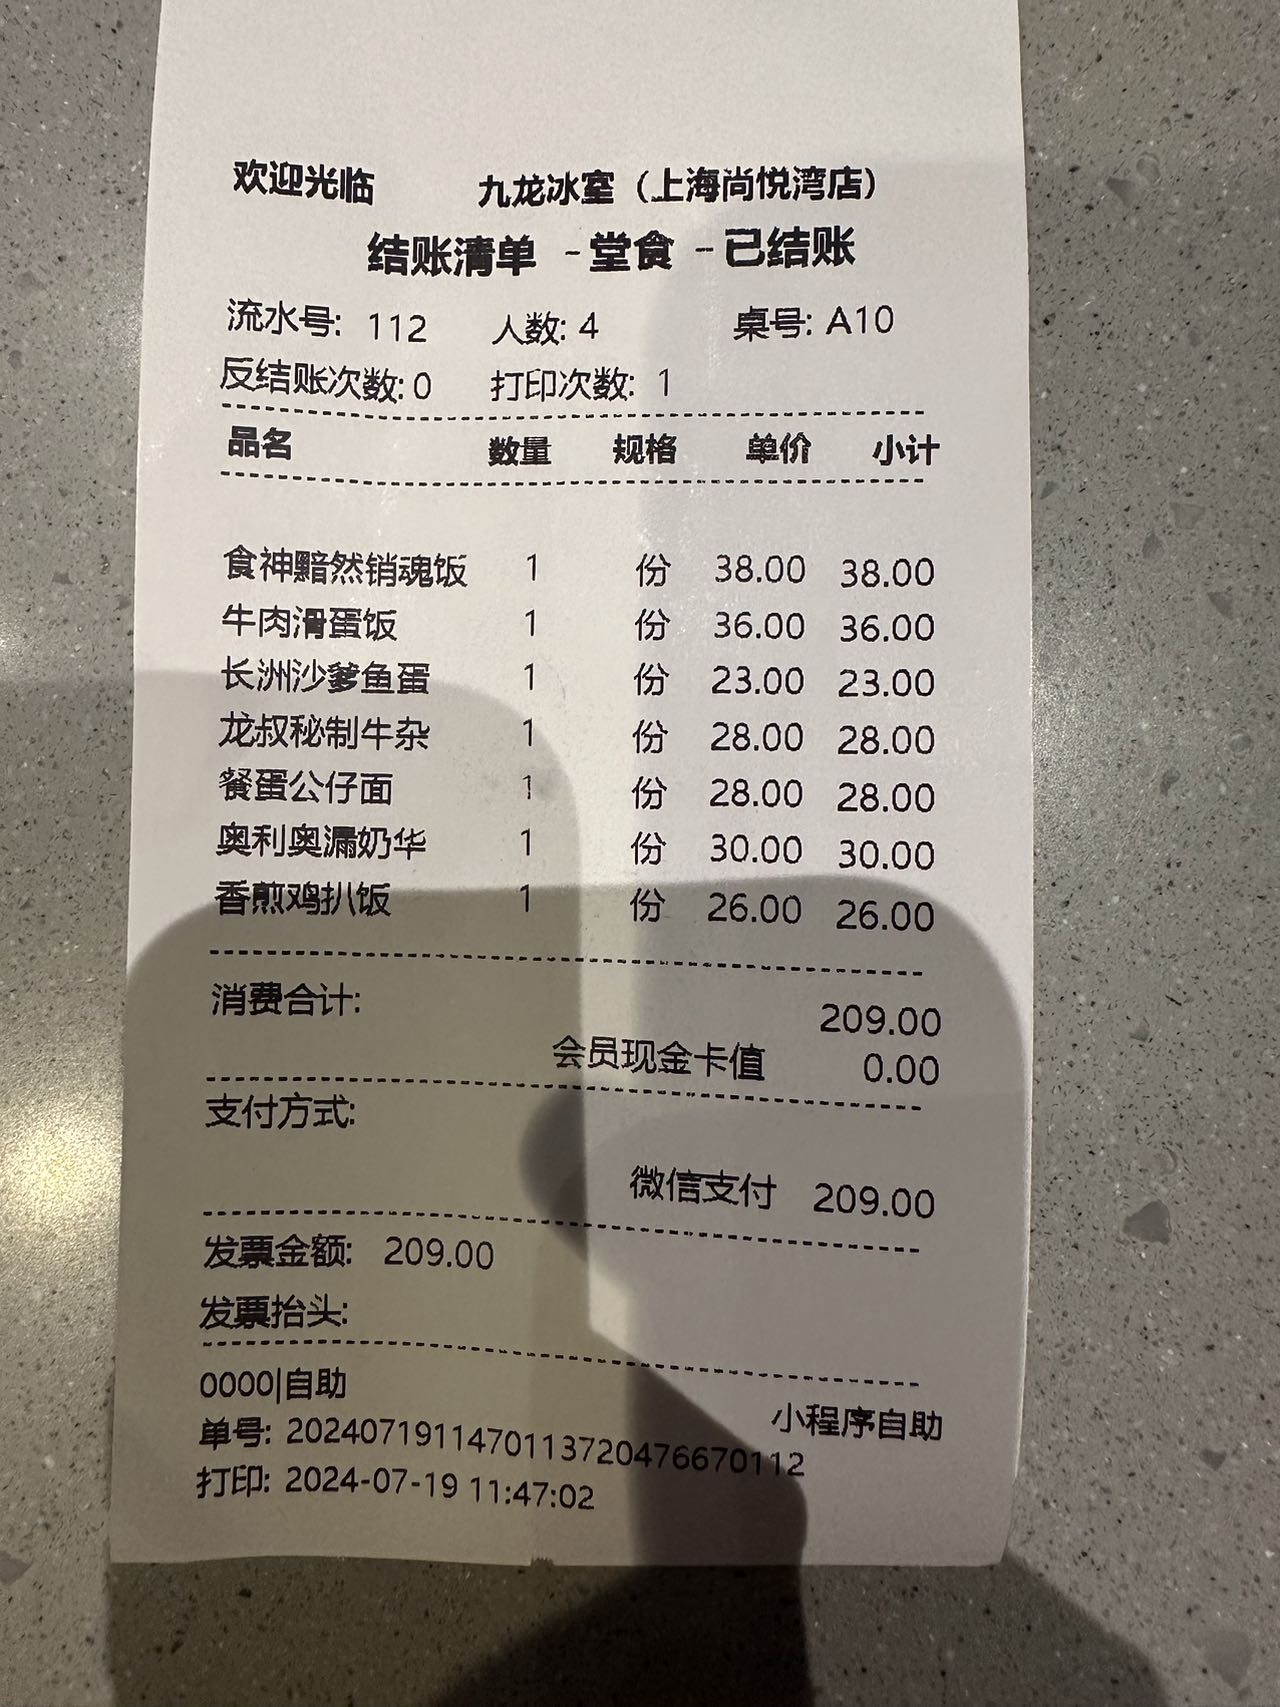 欢迎光临 九龙冰室（上海尚悦湾店）
结账清单 -堂食 -已结账
流水号: 112 人数: 4 桌号: A10
反结账次数: 0 打印次数: 1
品名 数量 规格 单价 小计
食神黯然销魂饭 1 份 38.00 38.00
牛肉滑蛋饭 1 份 36.00 36.00
长洲沙爹鱼蛋 1 份 23.00 23.00
龙叔秘制牛杂 1 份 28.00 28.00
餐蛋公仔面 1 份 28.00 28.00
奥利奥漏奶华 1 份 30.00 30.00
香煎鸡扒饭 1 份 26.00 26.00
消费合计: 209.00
会员现金卡值 0.00
支付方式:
微信支付 209.00
发票金额: 209.00
发票抬头:
0000|自助 小程序自助
单号: 20240719114701137204766​70112
打印: 2024-07-19 11:47:02